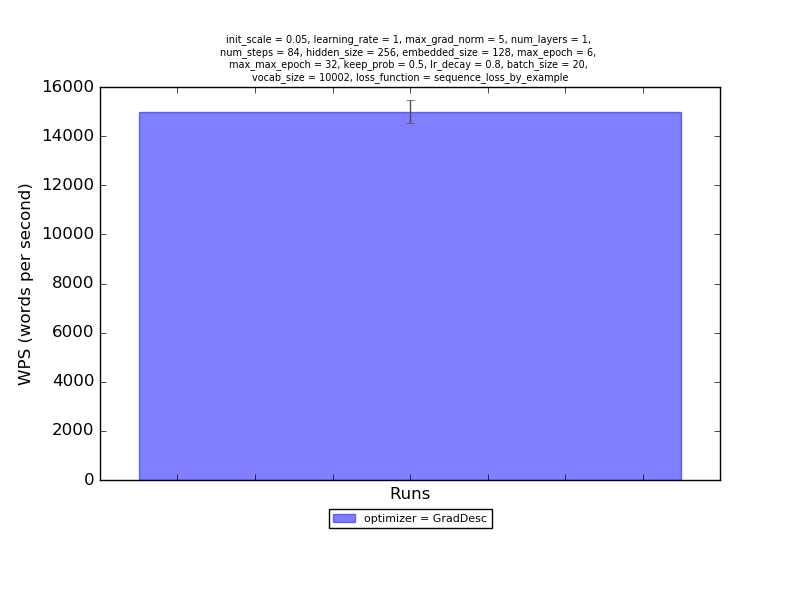 init_scale = 0.05, learning_rate = 1, max_grad_norm = 5, num_layers = 1,
num_steps = 84, hidden_size = 256, embedded_size = 128, max_epoch = 6,
max_max_epoch = 32, keep_prob = 0.5, lr_decay = 0.8, batch_size = 20,
vocab_size = 10002, loss_function = sequence_loss_by_example
16000
14000
12000
10000
8000
6000
4000
2000
0
WPS (words per second)
Runs
optimizer = GradDesc